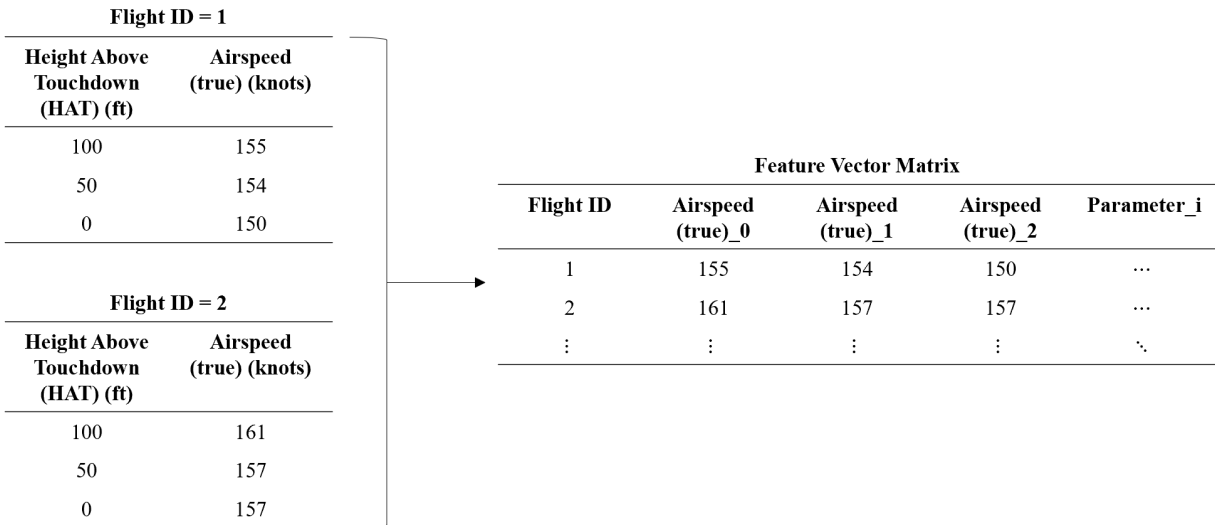 Flight ID = 1
Height Above Airspeed
Touchdown (true) (knots)
(HAT) (ft)
100 155
50 154
0 150
Flight ID = 2
Height Above Airspeed
Touchdown (true) (knots)
(HAT) (ft)
100 161
50 157
0 157
Feature Vector Matrix
Flight ID Airspeed Airspeed Airspeed Parameter_i
(true)_0 (true)_1 (true)_2
1 155 154 150 ⋯
2 161 157 157 ⋯
⋮ ⋮ ⋮ ⋮ ⋱